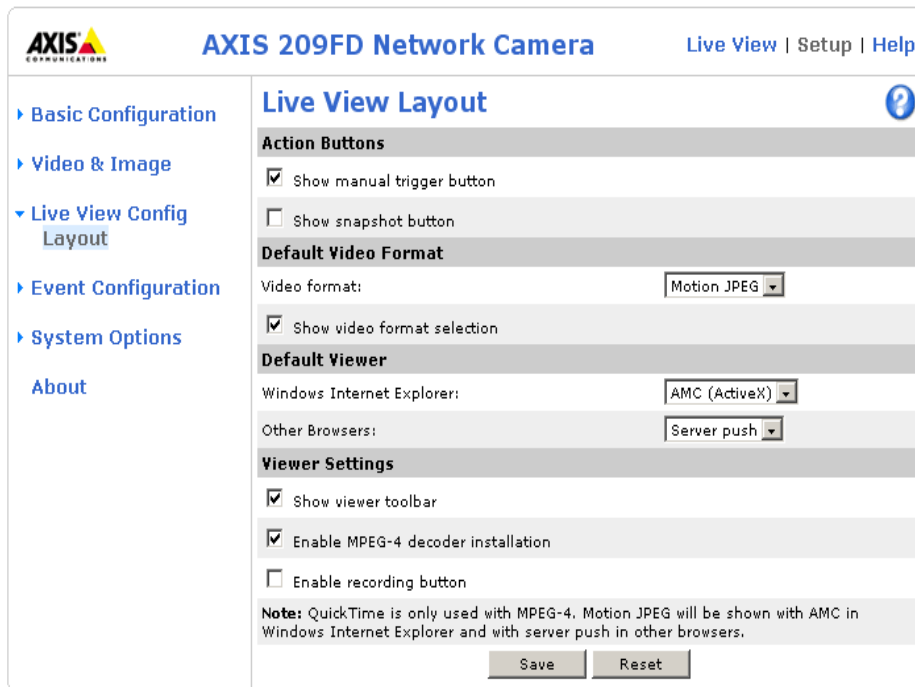 AXIS
COMMUNICATIONS
AXIS 209FD Network Camera
Live View | Setup | Help
Basic Configuration
Video & Image
Live View Config
Layout
Event Configuration
System Options
About
Live View Layout
?
Action Buttons
Show manual trigger button
Show snapshot button
Default Video Format
Video format: Motion JPEG
Show video format selection
Default Viewer
Windows Internet Explorer: AMC (ActiveX)
Other Browsers: Server push
Viewer Settings
Show viewer toolbar
Enable MPEG-4 decoder installation
Enable recording button
Note: QuickTime is only used with MPEG-4. Motion JPEG will be shown with AMC in
Windows Internet Explorer and with server push in other browsers.
Save Reset